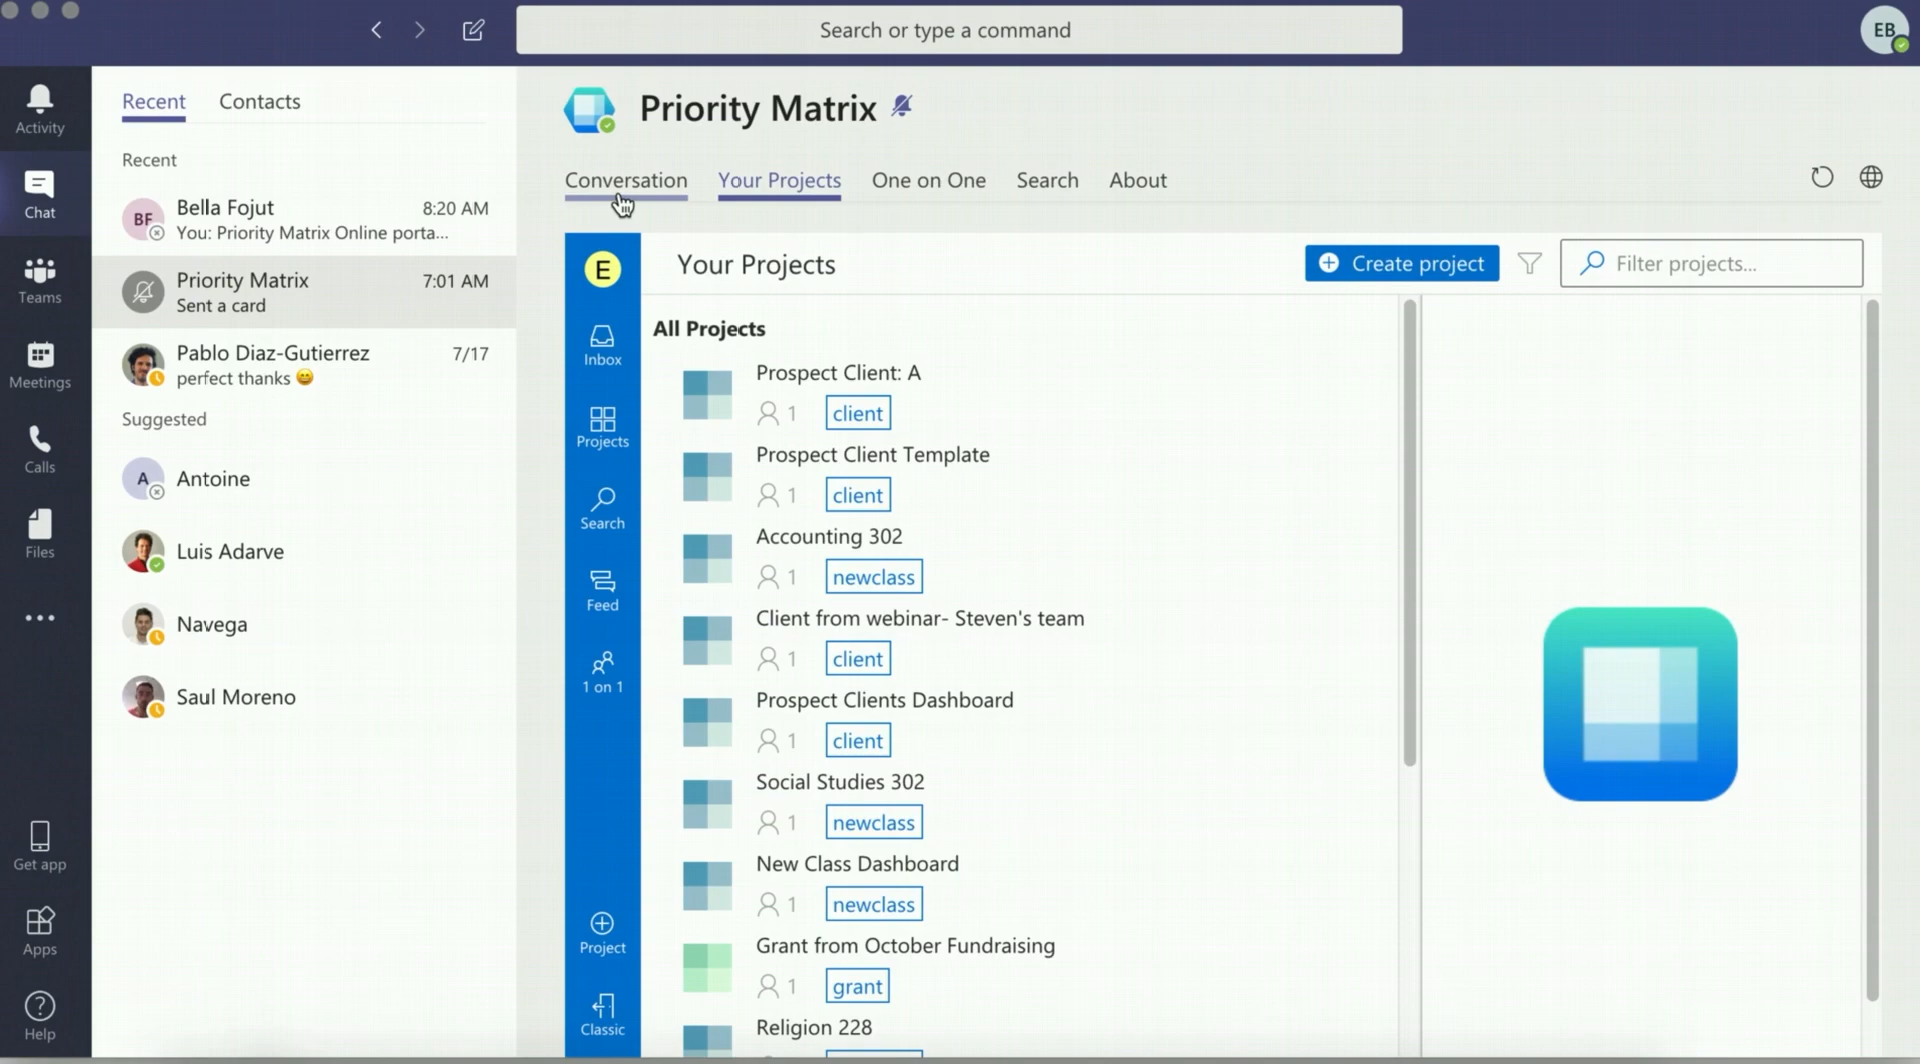 Search or type a command
EB
Activity
Chat
Teams
Meetings
Calls
Files
Get app
Apps
Help
Recent
Contacts
Recent
BF
Bella Fojut
8:20 AM
You: Priority Matrix Online porta...
Priority Matrix
7:01 AM
Sent a card
Pablo Diaz-Gutierrez
7/17
perfect thanks 😄
Suggested
A
Antoine
Luis Adarve
Navega
Saul Moreno
Priority Matrix
Conversation
Your Projects
One on One
Search
About
E
Inbox
Projects
Search
Feed
1 on 1
Project
Classic
Your Projects
Create project
Filter projects...
All Projects
Prospect Client: A
1 client
Prospect Client Template
1 client
Accounting 302
1 newclass
Client from webinar- Steven's team
1 client
Prospect Clients Dashboard
1 client
Social Studies 302
1 newclass
New Class Dashboard
1 newclass
Grant from October Fundraising
1 grant
Religion 228